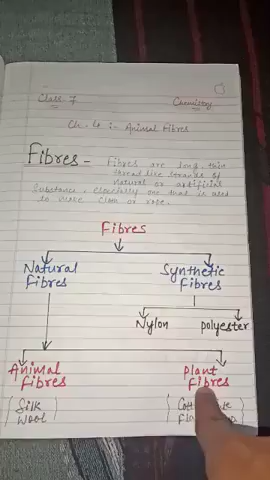 Class 7
Chemistry
Ch. 4 :- Animal Fibres
Fibres - Fibres are long, thin
thread like strands of
natural or artificial
substance, especially one that is used
to make cloth or rope.
Fibres
Natural Fibres
Synthetic Fibres
Nylon
polyester
Animal Fibres
Plant Fibres
(Silk
Wool)